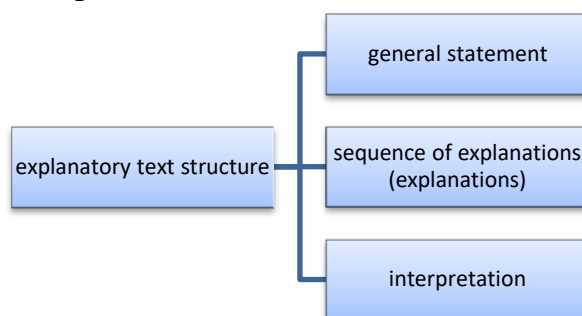 general statement
explanatory text structure
sequence of explanations
(explanations)
interpretation